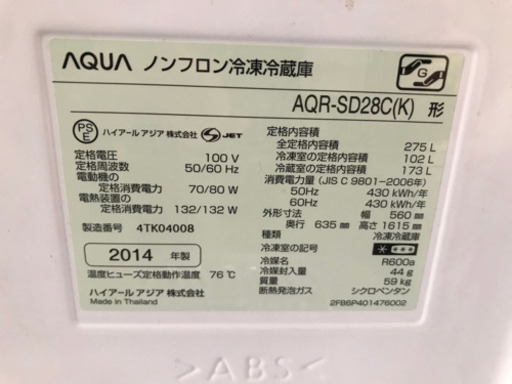 AQUA ノンフロン冷凍冷蔵庫
G
AQR-SD28C(K) 形
PS
E
ハイアール アジア 株式会社 JET
定格電圧 100 V
定格周波数 50/60 Hz
電動機の
定格消費電力 70/80 W
電熱装置の
定格消費電力 132/132 W
製造番号 4TK04008
2014 年製
温度ヒューズ定格動作温度 76℃
ハイアール アジア 株式会社
Made in Thailand
定格内容積
全定格内容積 275 L
冷凍室の定格内容積 102 L
冷蔵室の定格内容積 173 L
消費電力量 (JIS C 9801-2006年)
50Hz 430 kWh/年
60Hz 430 kWh/年
外形寸法 幅 560 mm
奥行 635 mm 高さ 1615 mm
種類 冷凍冷蔵庫
冷凍室の記号
冷媒名 R600a
冷媒封入量 44 g
質量 59 kg
断熱発泡ガス シクロペンタン
2FB6P401476002
>ABS<